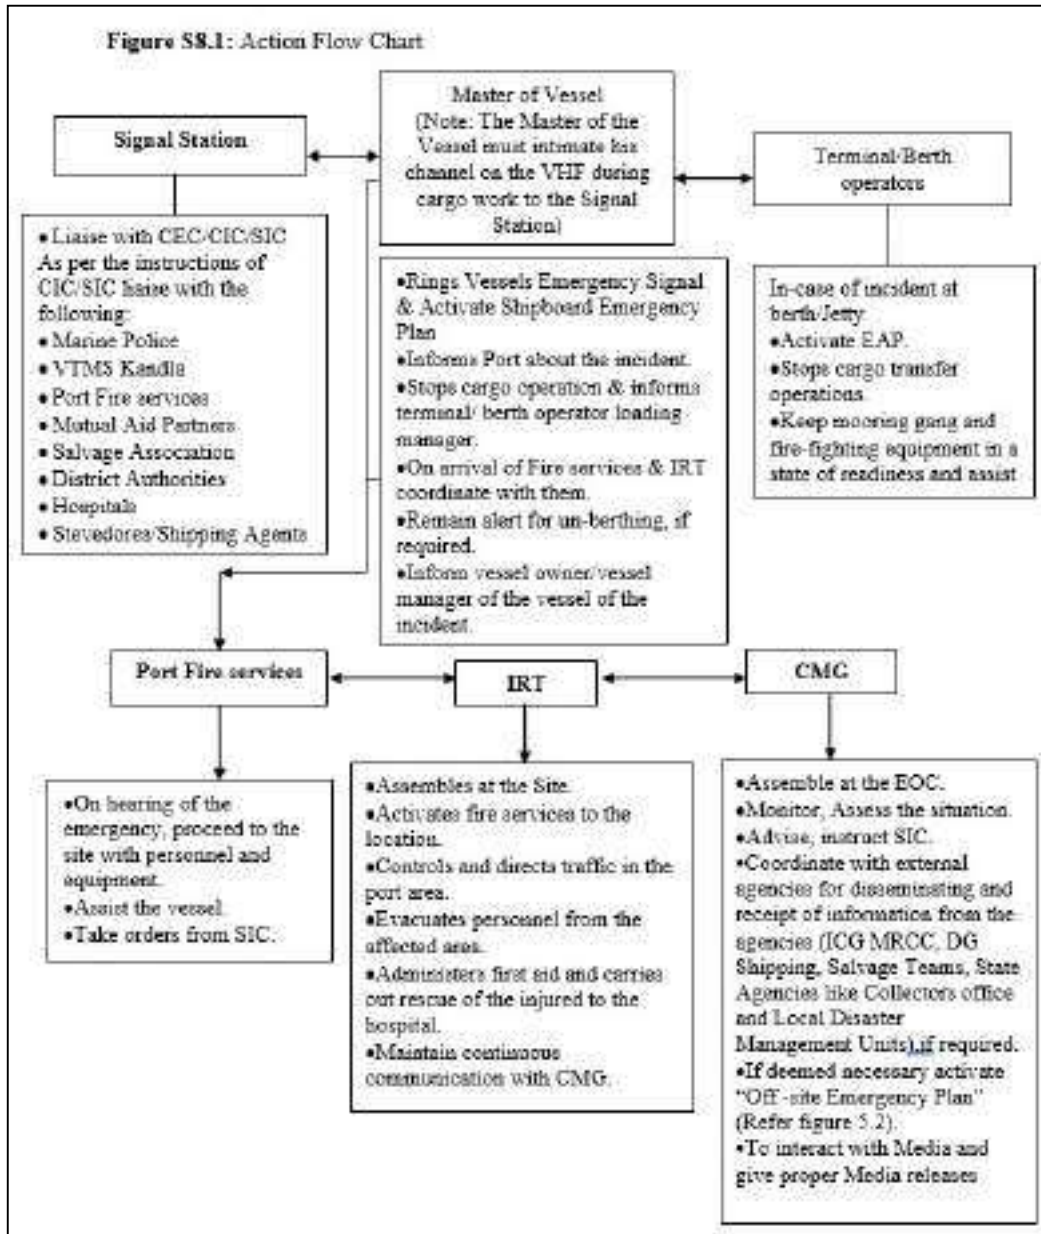 Figure S8.1: Action Flow Chart
Master of Vessel
(Note: The Master of the
Vessel must intimate his
channel on the VHF during
cargo work to the Signal
Station)
Signal Station
Terminal/Berth
operators
●Liaise with CEC/CIC/SIC
As per the instructions of
CIC/SIC liaise with the
following:
●Marine Police
●VTMS Kandla
●Port Fire services
●Mutual Aid Partners
●Salvage Association
●District Authorities
●Hospitals
●Stevedores/Shipping Agents
●Rings Vessels Emergency Signal
& Activate Shipboard Emergency
Plan
●Informs Port about the incident.
●Stops cargo operation & informs
terminal/ berth operator loading
manager.
●On arrival of Fire services & IRT
coordinate with them.
●Remain alert for un-berthing, if
required.
●Inform vessel owner/vessel
manager of the vessel of the
incident.
In-case of incident at
berth/Jetty
●Activate EAP.
●Stops cargo transfer
operations.
●Keep mooring gang and
fire-fighting equipment in a
state of readiness and assist
Port Fire services
IRT
CMG
●On hearing of the
emergency, proceed to the
site with personnel and
equipment.
●Assist the vessel.
●Take orders from SIC.
●Assembles at the Site.
●Activates fire services to the
location.
●Controls and directs traffic in the
port area.
●Evacuates personnel from the
affected area.
●Administers first aid and carries
out rescue of the injured to the
hospital.
●Maintain continuous
communication with CMG.
●Assemble at the EOC.
●Monitor, Assess the situation.
●Advise, instruct SIC.
●Coordinate with external
agencies for disseminating and
receipt of information from the
agencies (ICG MRCC, DG
Shipping, Salvage Teams, State
Agencies like Collectors office
and Local Disaster
Management Units),if required.
●If deemed necessary activate
"Off -site Emergency Plan"
(Refer figure 5.2).
●To interact with Media and
give proper Media releases